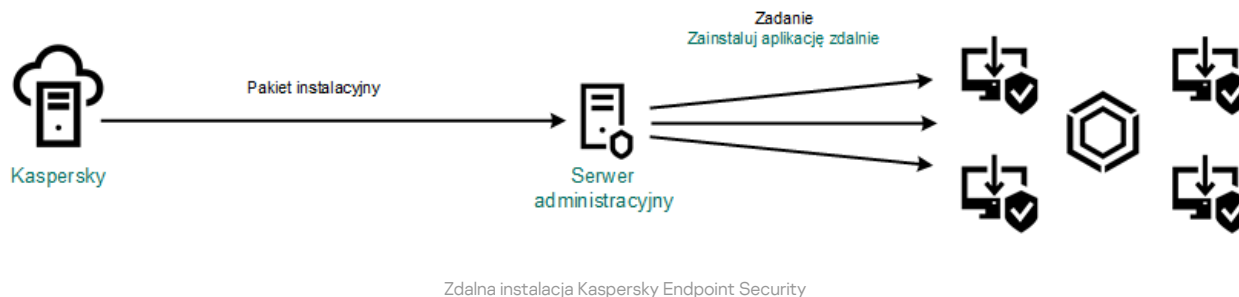 Zadanie
Zainstaluj aplikację zdalnie
Pakiet instalacyjny
Kaspersky
Serwer
administracyjny
Zdalna instalacja Kaspersky Endpoint Security